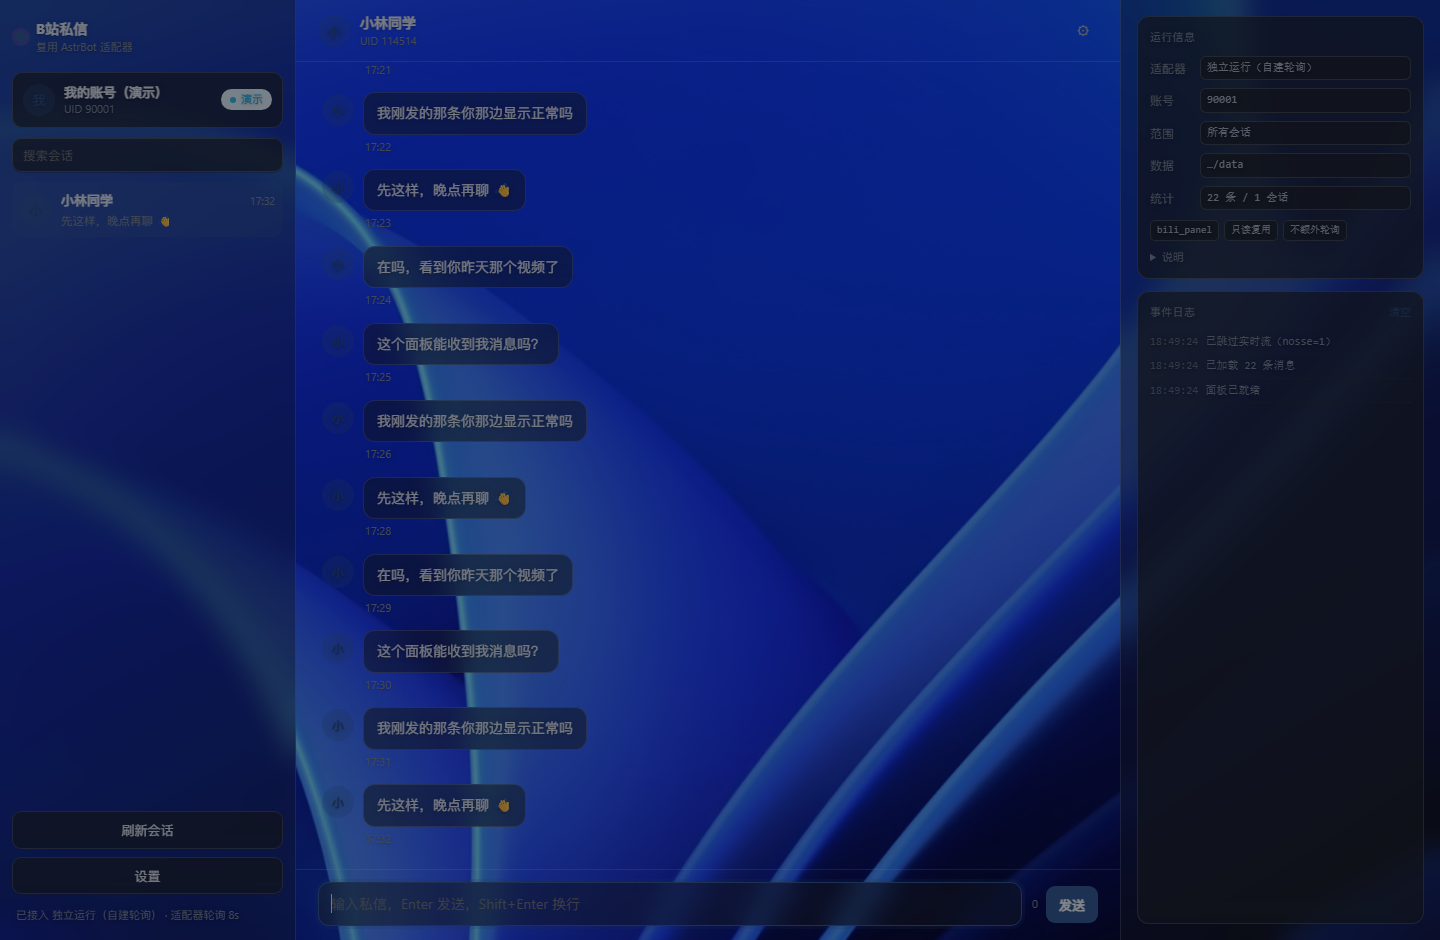 B站私信
复用 AstrBot 适配器
我
我的账号（演示）
UID 90001
演示
搜索会话
小
小林同学
17:32
先这样，晚点再聊 👋
刷新会话
设置
已接入 独立运行（自建轮询）· 适配器轮询 8s
小林同学
UID 114514
⚙
17:21
我刚发的那条你那边显示正常吗
17:22
先这样，晚点再聊 👋
17:23
在吗，看到你昨天那个视频了
17:24
这个面板能收到我消息吗？
17:25
小
我刚发的那条你那边显示正常吗
17:26
小
先这样，晚点再聊 👋
17:28
小
在吗，看到你昨天那个视频了
17:29
小
这个面板能收到我消息吗？
17:30
小
我刚发的那条你那边显示正常吗
17:31
小
先这样，晚点再聊 👋
17:32
输入私信，Enter 发送，Shift+Enter 换行
0
发送
运行信息
适配器 独立运行（自建轮询）
账号 90001
范围 所有会话
数据 …/data
统计 22 条 / 1 会话
bili_panel 只读复用 不额外轮询
▶ 说明
事件日志 清空
18:49:24 已跳过实时流（nosse=1）
18:49:24 已加载 22 条消息
18:49:24 面板已就绪